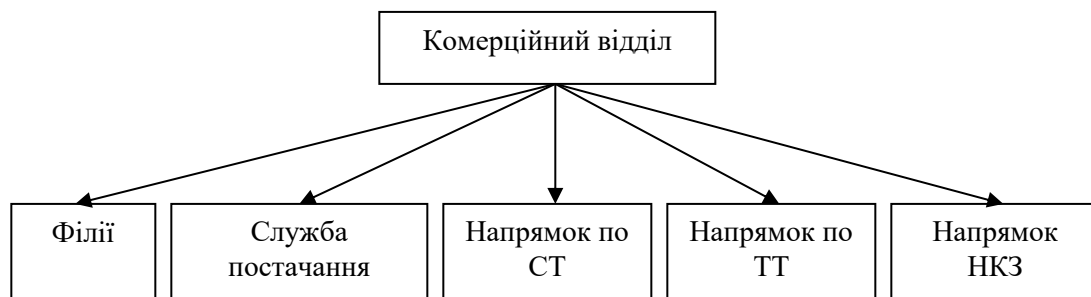 Комерційний відділ
Філії
Служба
постачання
Напрямок по
СТ
Напрямок по
ТТ
Напрямок
НКЗ